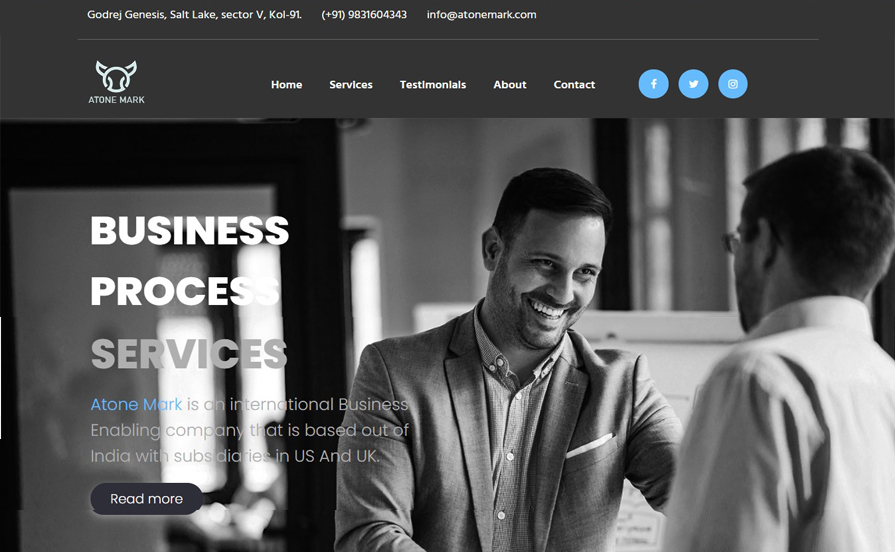 Godrej Genesis, Salt Lake, sector V, Kol-91. (+91) 9831604343 info@atonemark.com
ATONE MARK
Home Services Testimonials About Contact
BUSINESS
PROCESS
SERVICES
Atone Mark is an international Business
Enabling company that is based out of
India with subsidiaries in US And UK.
Read more